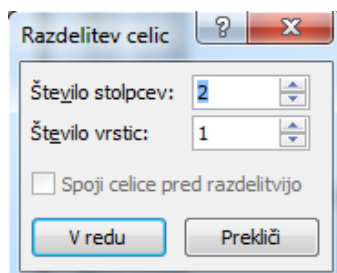 Razdelitev celic
Število stolpcev: 2
Število vrstic: 1
Spoji celice pred razdelitvijo
V redu Prekliči